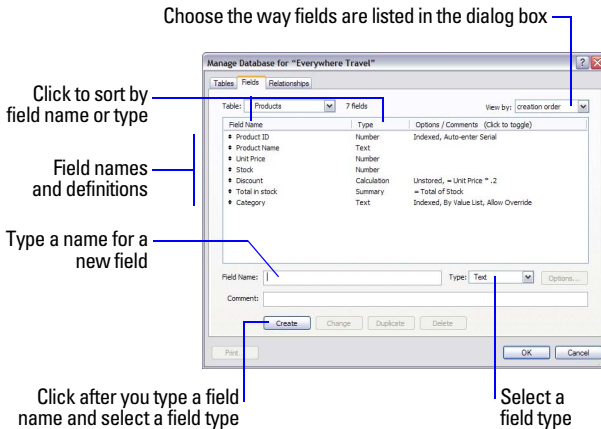 Choose the way fields are listed in the dialog box
Manage Database for "Everywhere Travel"
Tables Fields Relationships
Click to sort by
field name or type
Table: Products 7 fields View by: creation order
Field Name Type Options / Comments (Click to toggle)
Product ID Number Indexed, Auto-enter Serial
Product Name Text
Unit Price Number
Stock Number
Discount Calculation Unstored, = Unit Price * .2
Total in stock Summary = Total of Stock
Category Text Indexed, By Value List, Allow Override
Field names
and definitions
Type a name for a
new field
Field Name: Type: Text Options...
Comment:
Create Change Duplicate Delete
Print... OK Cancel
Click after you type a field
name and select a field type
Select a
field type